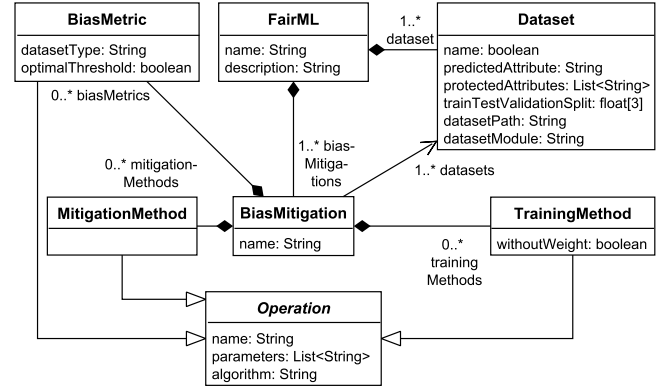 BiasMetric
datasetType: String
optimalThreshold: boolean
FairML
name: String
description: String
1..*
dataset
Dataset
name: boolean
predictedAttribute: String
protectedAttributes: List<String>
trainTestValidationSplit: float[3]
datasetPath: String
datasetModule: String
0..* biasMetrics
1..* bias-
Mitiga-
tions
0..* mitigation-
Methods
1..* datasets
MitigationMethod
BiasMitigation
name: String
TrainingMethod
withoutWeight: boolean
0..*
training
Methods
Operation
name: String
parameters: List<String>
algorithm: String